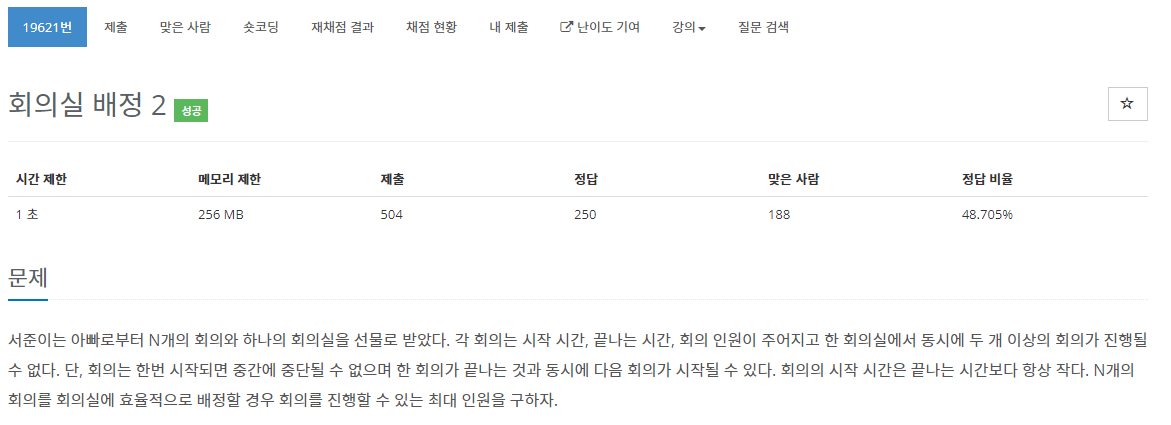 19621번 제출 맞은 사람 숏코딩 재채점 결과 채점 현황 내 제출 난이도 기여 강의 질문 검색
회의실 배정 2 성공
시간 제한 메모리 제한 제출 정답 맞은 사람 정답 비율
1 초 256 MB 504 250 188 48.705%
문제
서준이는 아빠로부터 N개의 회의와 하나의 회의실을 선물로 받았다. 각 회의는 시작 시간, 끝나는 시간, 회의 인원이 주어지고 한 회의실에서 동시에 두 개 이상의 회의가 진행될
수 없다. 단, 회의는 한번 시작되면 중간에 중단될 수 없으며 한 회의가 끝나는 것과 동시에 다음 회의가 시작될 수 있다. 회의의 시작 시간은 끝나는 시간보다 항상 작다. N개의
회의를 회의실에 효율적으로 배정할 경우 회의를 진행할 수 있는 최대 인원을 구하자.